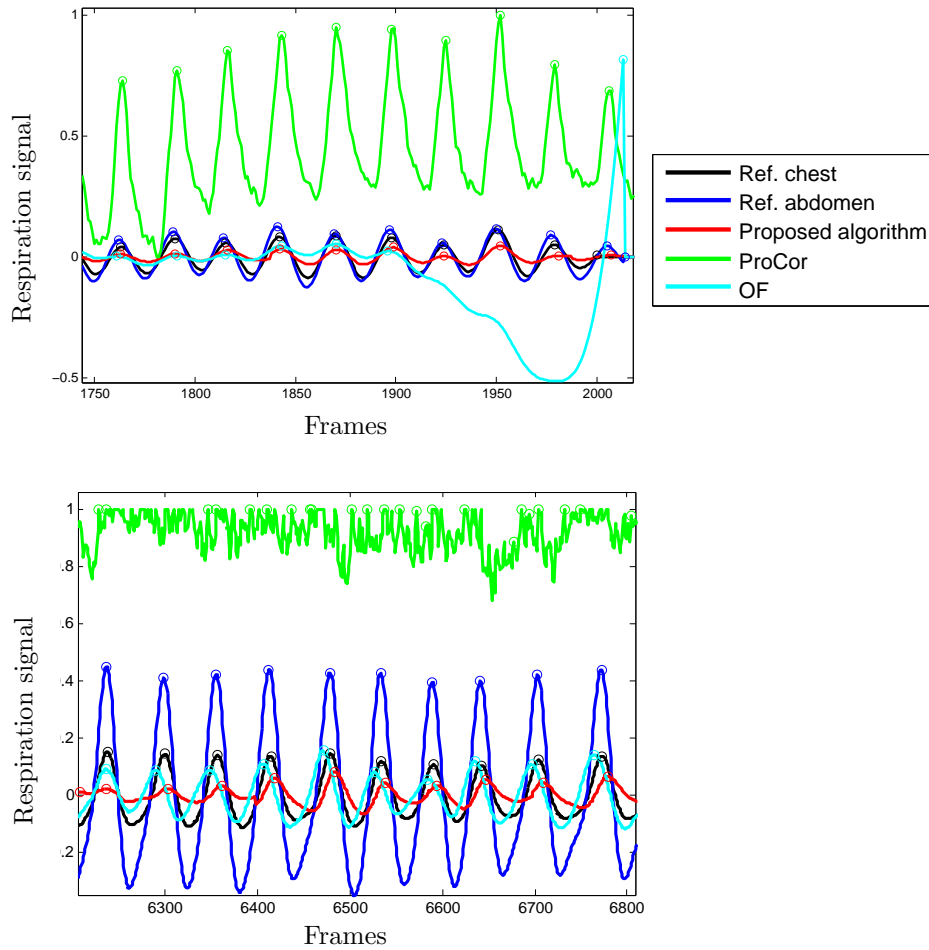 1
Respiration signal
0.5
0
−0.5
1750 1800 1850 1900 1950 2000
Frames
Ref. chest
Ref. abdomen
Proposed algorithm
ProCor
OF
Respiration signal
.1
.8
.6
.4
.2
.0
.2
6300 6400 6500 6600 6700 6800
Frames